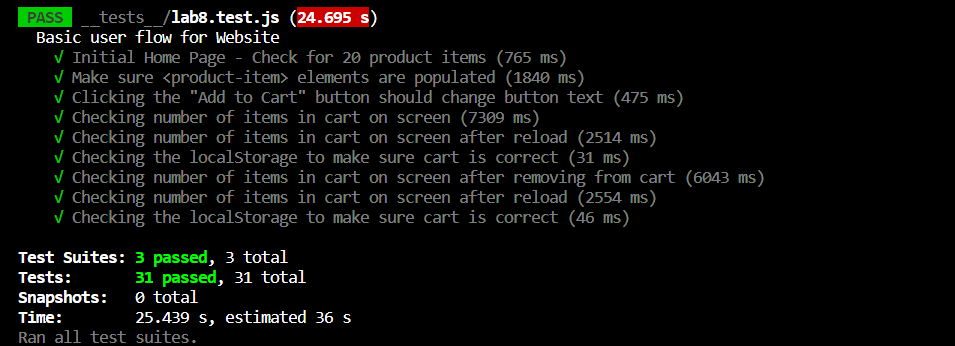 PASS __tests__/lab8.test.js (24.695 s)
Basic user flow for Website
√ Initial Home Page - Check for 20 product items (765 ms)
√ Make sure <product-item> elements are populated (1840 ms)
√ Clicking the "Add to Cart" button should change button text (475 ms)
√ Checking number of items in cart on screen (7309 ms)
√ Checking number of items in cart on screen after reload (2514 ms)
√ Checking the localStorage to make sure cart is correct (31 ms)
√ Checking number of items in cart on screen after removing from cart (6043 ms)
√ Checking number of items in cart on screen after reload (2554 ms)
√ Checking the localStorage to make sure cart is correct (46 ms)
Test Suites: 3 passed, 3 total
Tests: 31 passed, 31 total
Snapshots: 0 total
Time: 25.439 s, estimated 36 s
Ran all test suites.